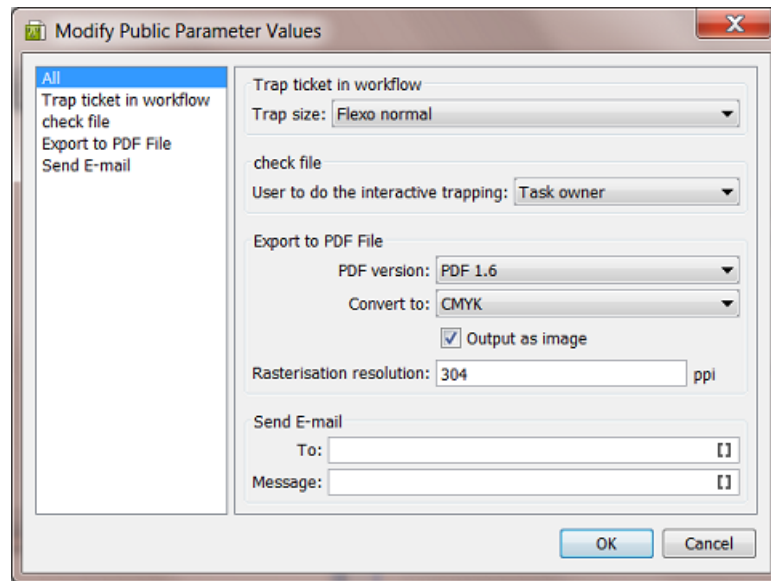 Modify Public Parameter Values
All
Trap ticket in workflow
check file
Export to PDF File
Send E-mail
Trap ticket in workflow
Trap size: Flexo normal
check file
User to do the interactive trapping: Task owner
Export to PDF File
PDF version: PDF 1.6
Convert to: CMYK
Output as image
Rasterisation resolution: 304 ppi
Send E-mail
To: []
Message: []
OK Cancel